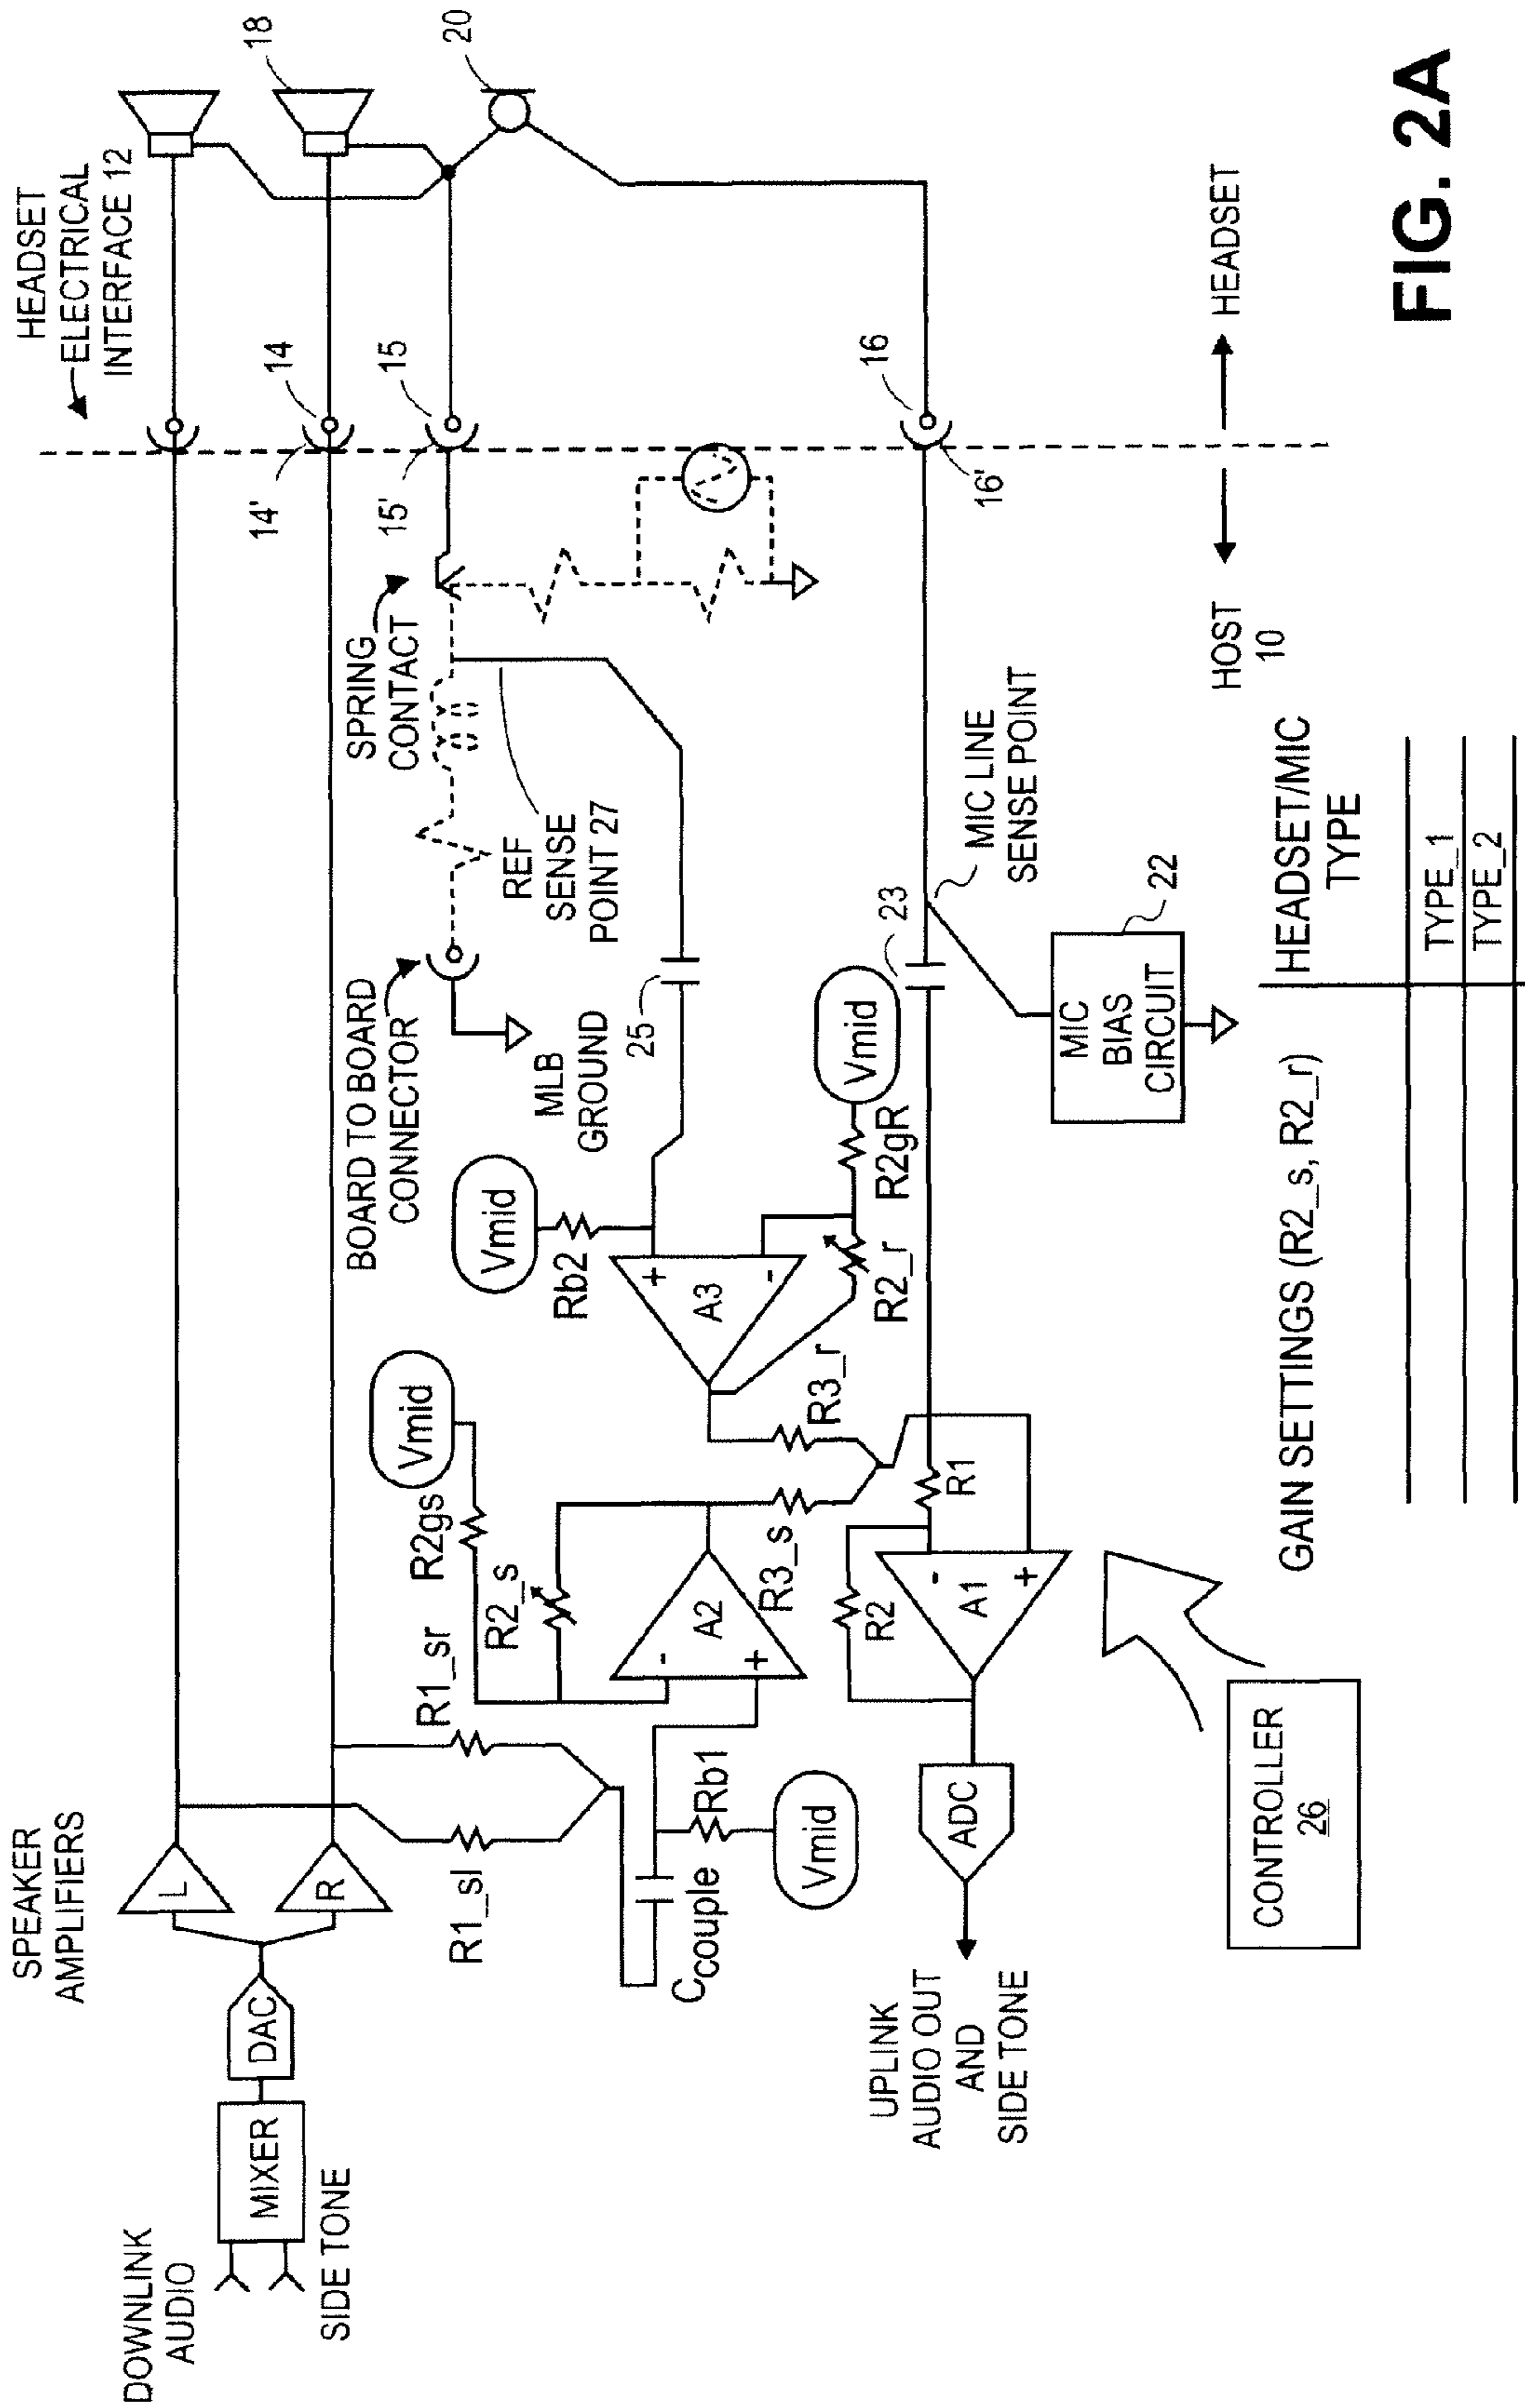 HEADSET
ELECTRICAL
INTERFACE 12
18
20
14
14'
15
15'
16
16'
HOST
10
HEADSET
SPEAKER
AMPLIFIERS
L
R
DOWNLINK
AUDIO
SIDE TONE
MIXER
DAC
SPRING
CONTACT
BOARD TO BOARD
CONNECTOR
MLB
GROUND
REF
SENSE
POINT 27
25
MIC LINE
SENSE POINT
23
MIC
BIAS
CIRCUIT
22
R1_sl
R1_sr
Ccouple
Rb1
Vmid
A2
-
+
R2_s
R2gs
Vmid
R3_s
Rb2
Vmid
A3
+
-
R2_r
R2gR
Vmid
R3_r
R1
R2
A1
-
+
ADC
UPLINK
AUDIO OUT
AND
SIDE TONE
CONTROLLER
26
GAIN SETTINGS (R2_s, R2_r)
HEADSET/MIC
TYPE
TYPE_1
TYPE_2
FIG. 2A